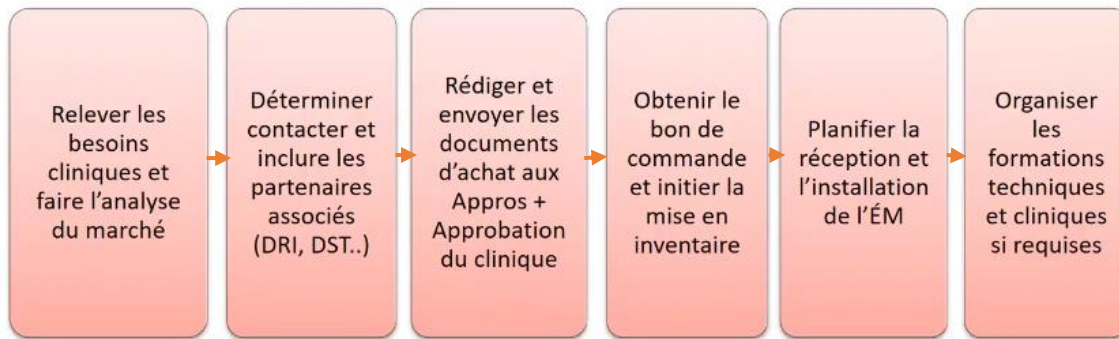 Relever les
besoins
cliniques et
faire l'analyse
du marché
Déterminer
contacter et
inclure les
partenaires
associés
(DRI, DST..)
Rédiger et
envoyer les
documents
d'achat aux
Appros +
Approbation
du clinique
Obtenir le
bon de
commande
et initier la
mise en
inventaire
Planifier la
réception et
l'installation
de l'ÉM
Organiser
les
formations
techniques
et cliniques
si requises